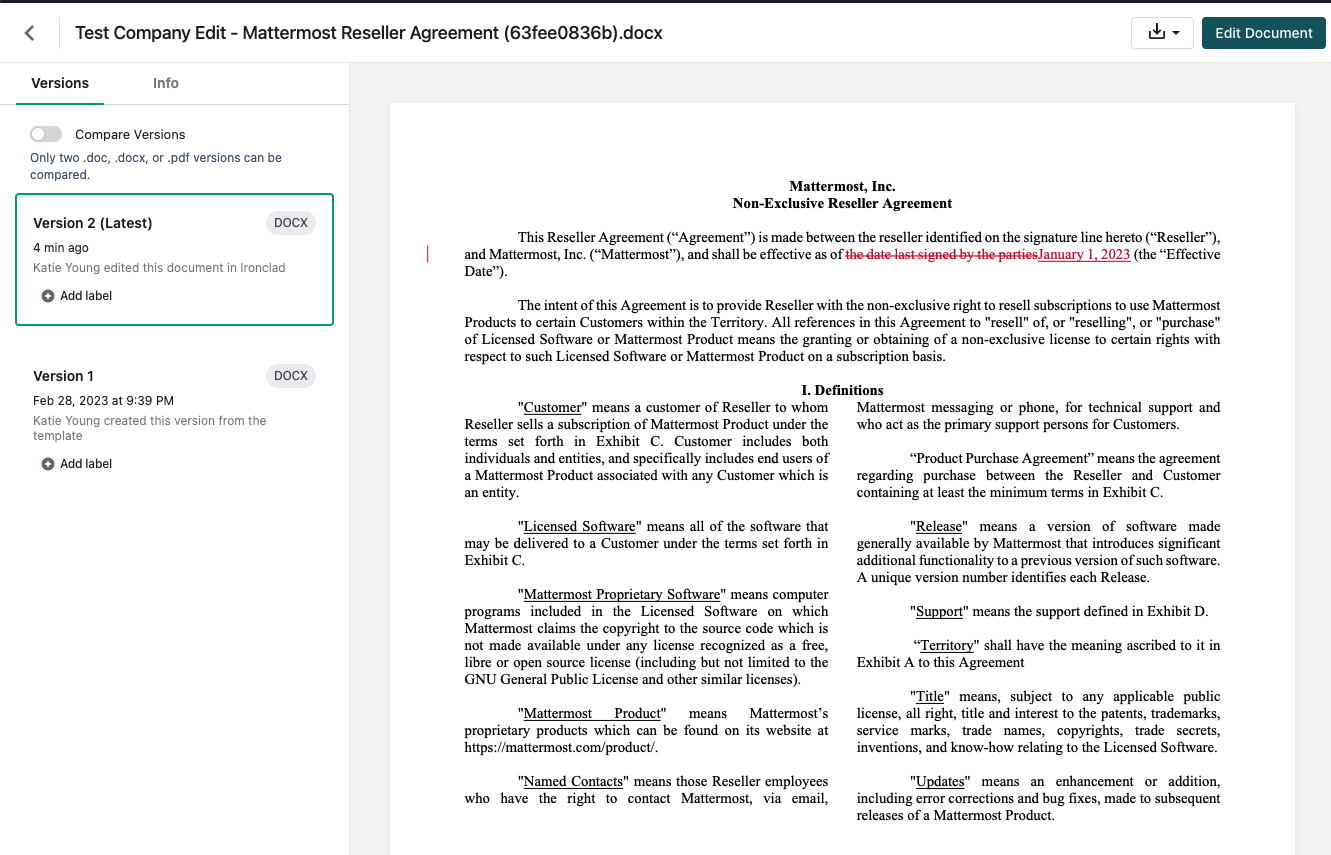 Test Company Edit - Mattermost Reseller Agreement (63fee0836b).docx
Edit Document
Versions
Info
Compare Versions
Only two .doc, .docx, or .pdf versions can be
compared.
Version 2 (Latest)
DOCX
4 min ago
Katie Young edited this document in Ironclad
Add label
Version 1
DOCX
Feb 28, 2023 at 9:39 PM
Katie Young created this version from the
template
Add label
Mattermost, Inc.
Non-Exclusive Reseller Agreement
This Reseller Agreement (“Agreement”) is made between the reseller identified on the signature line hereto (“Reseller”),
and Mattermost, Inc. (“Mattermost”), and shall be effective as of the date last signed by the partiesJanuary 1, 2023 (the “Effective
Date”).
The intent of this Agreement is to provide Reseller with the non-exclusive right to resell subscriptions to use Mattermost
Products to certain Customers within the Territory. All references in this Agreement to "resell" of, or "reselling", or "purchase"
of Licensed Software or Mattermost Product means the granting or obtaining of a non-exclusive license to certain rights with
respect to such Licensed Software or Mattermost Product on a subscription basis.
I. Definitions
"Customer" means a customer of Reseller to whom
Reseller sells a subscription of Mattermost Product under the
terms set forth in Exhibit C. Customer includes both
individuals and entities, and specifically includes end users of
a Mattermost Product associated with any Customer which is
an entity.
"Licensed Software" means all of the software that
may be delivered to a Customer under the terms set forth in
Exhibit C.
"Mattermost Proprietary Software" means computer
programs included in the Licensed Software on which
Mattermost claims the copyright to the source code which is
not made available under any license recognized as a free,
libre or open source license (including but not limited to the
GNU General Public License and other similar licenses).
"Mattermost Product" means Mattermost’s
proprietary products which can be found on its website at
https://mattermost.com/product/.
"Named Contacts" means those Reseller employees
who have the right to contact Mattermost, via email,
Mattermost messaging or phone, for technical support and
who act as the primary support persons for Customers.
“Product Purchase Agreement” means the agreement
regarding purchase between the Reseller and Customer
containing at least the minimum terms in Exhibit C.
"Release" means a version of software made
generally available by Mattermost that introduces significant
additional functionality to a previous version of such software.
A unique version number identifies each Release.
"Support" means the support defined in Exhibit D.
“Territory" shall have the meaning ascribed to it in
Exhibit A to this Agreement
"Title" means, subject to any applicable public
license, all right, title and interest to the patents, trademarks,
service marks, trade names, copyrights, trade secrets,
inventions, and know-how relating to the Licensed Software.
"Updates" means an enhancement or addition,
including error corrections and bug fixes, made to subsequent
releases of a Mattermost Product.